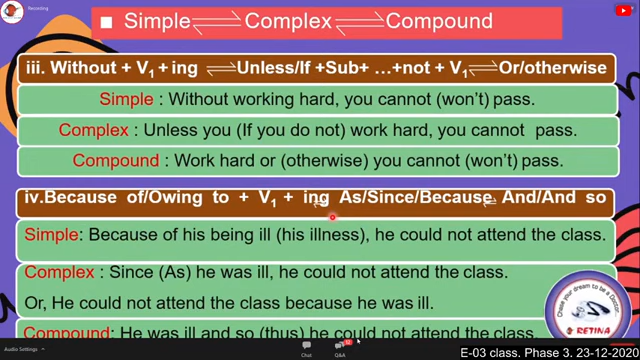 Recording
■ Simple⇌Complex⇌Compound
iii. Without + V1 + ing ⇌Unless/If +Sub+ …+not + V1⇌Or/otherwise
Simple : Without working hard, you cannot (won’t) pass.
Complex : Unless you (If you do not) work hard, you cannot pass.
Compound : Work hard or (otherwise) you cannot (won’t) pass.
iv.Because of/Owing to + V1 + ing ⇌ As/Since/Because ⇌ And/And so
Simple: Because of his being ill (his illness), he could not attend the class.
Complex : Since (As) he was ill, he could not attend the class.
Or, He could not attend the class because he was ill.
Compound: He was ill and so (thus) he could not attend the class.
Chase your dream to be a Doctor
RETINA
Audio Settings
Chat
Q&A
E-03 class. Phase 3. 23-12-2020